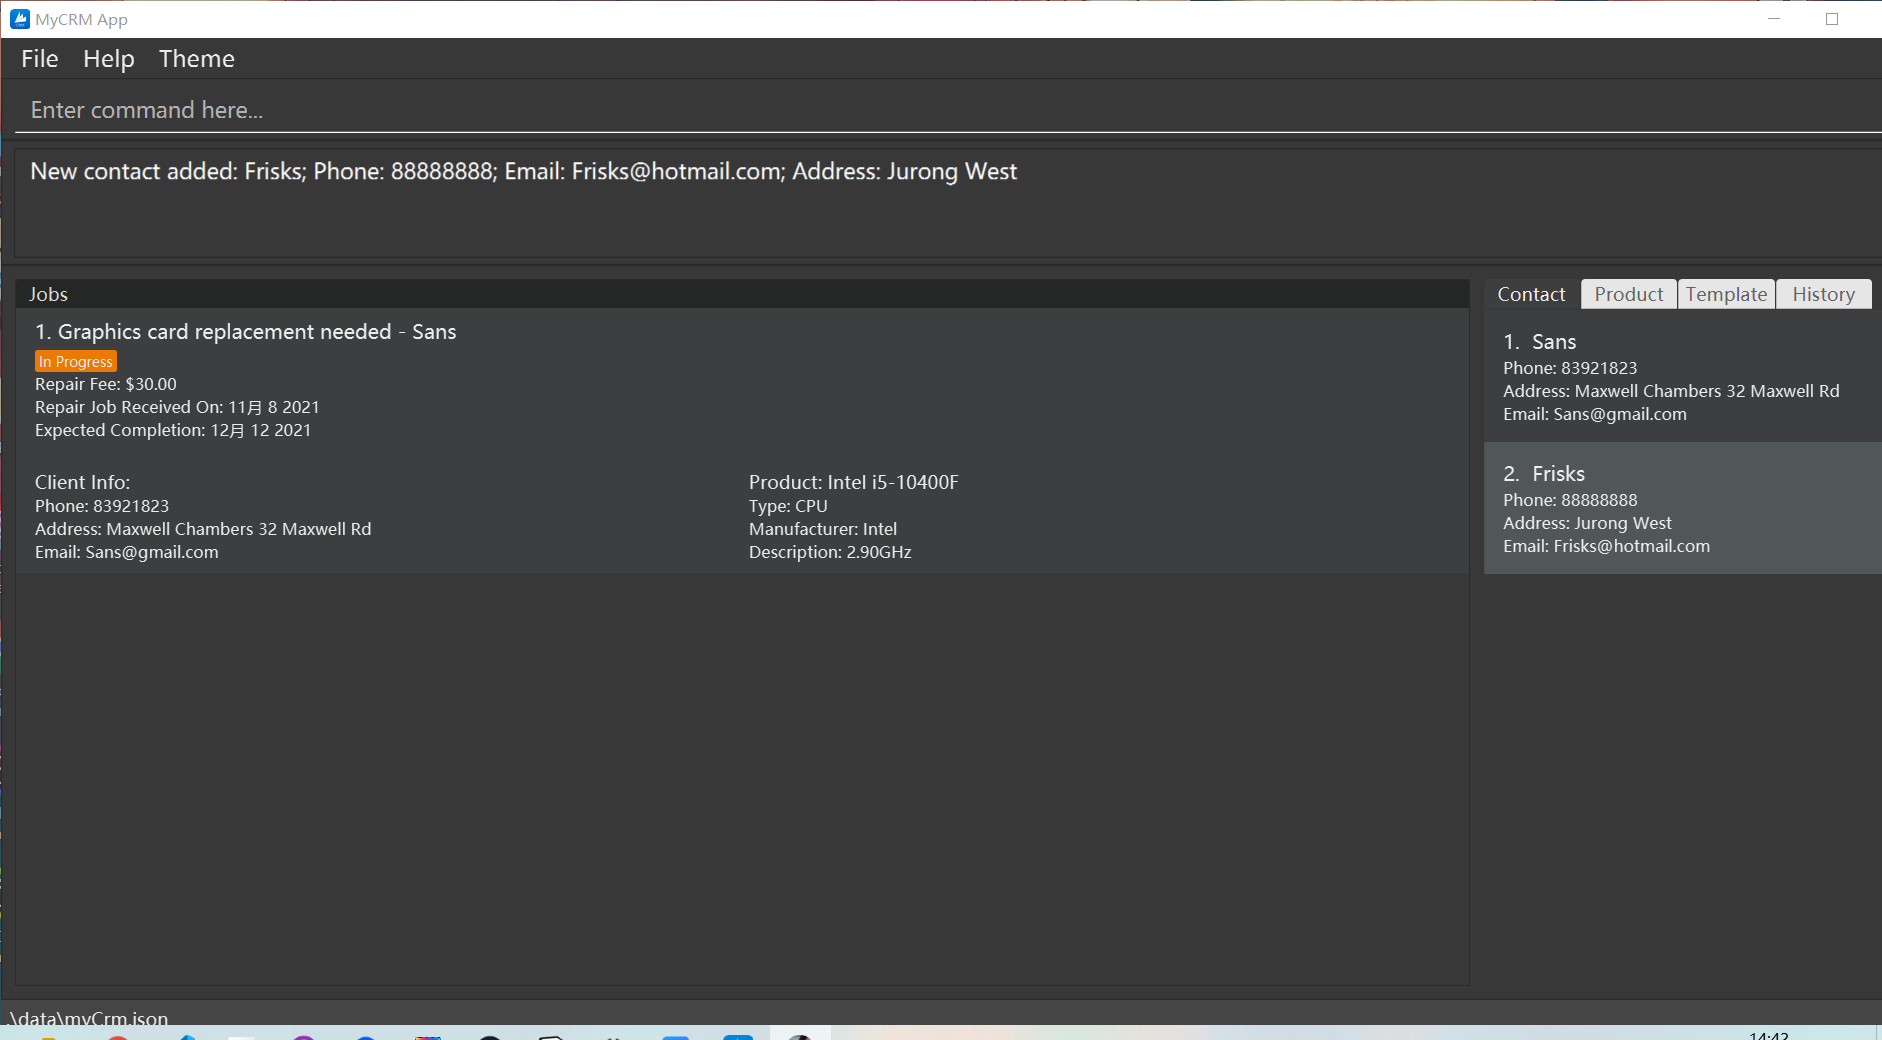 MyCRM App
File Help Theme
Enter command here...
New contact added: Frisks; Phone: 88888888; Email: Frisks@hotmail.com; Address: Jurong West
Jobs
1. Graphics card replacement needed - Sans
In Progress
Repair Fee: $30.00
Repair Job Received On: 11月 8 2021
Expected Completion: 12月 12 2021
Client Info:
Phone: 83921823
Address: Maxwell Chambers 32 Maxwell Rd
Email: Sans@gmail.com
Product: Intel i5-10400F
Type: CPU
Manufacturer: Intel
Description: 2.90GHz
Contact Product Template History
1. Sans
Phone: 83921823
Address: Maxwell Chambers 32 Maxwell Rd
Email: Sans@gmail.com
2. Frisks
Phone: 88888888
Address: Jurong West
Email: Frisks@hotmail.com
.\data\myCrm.json
14:42